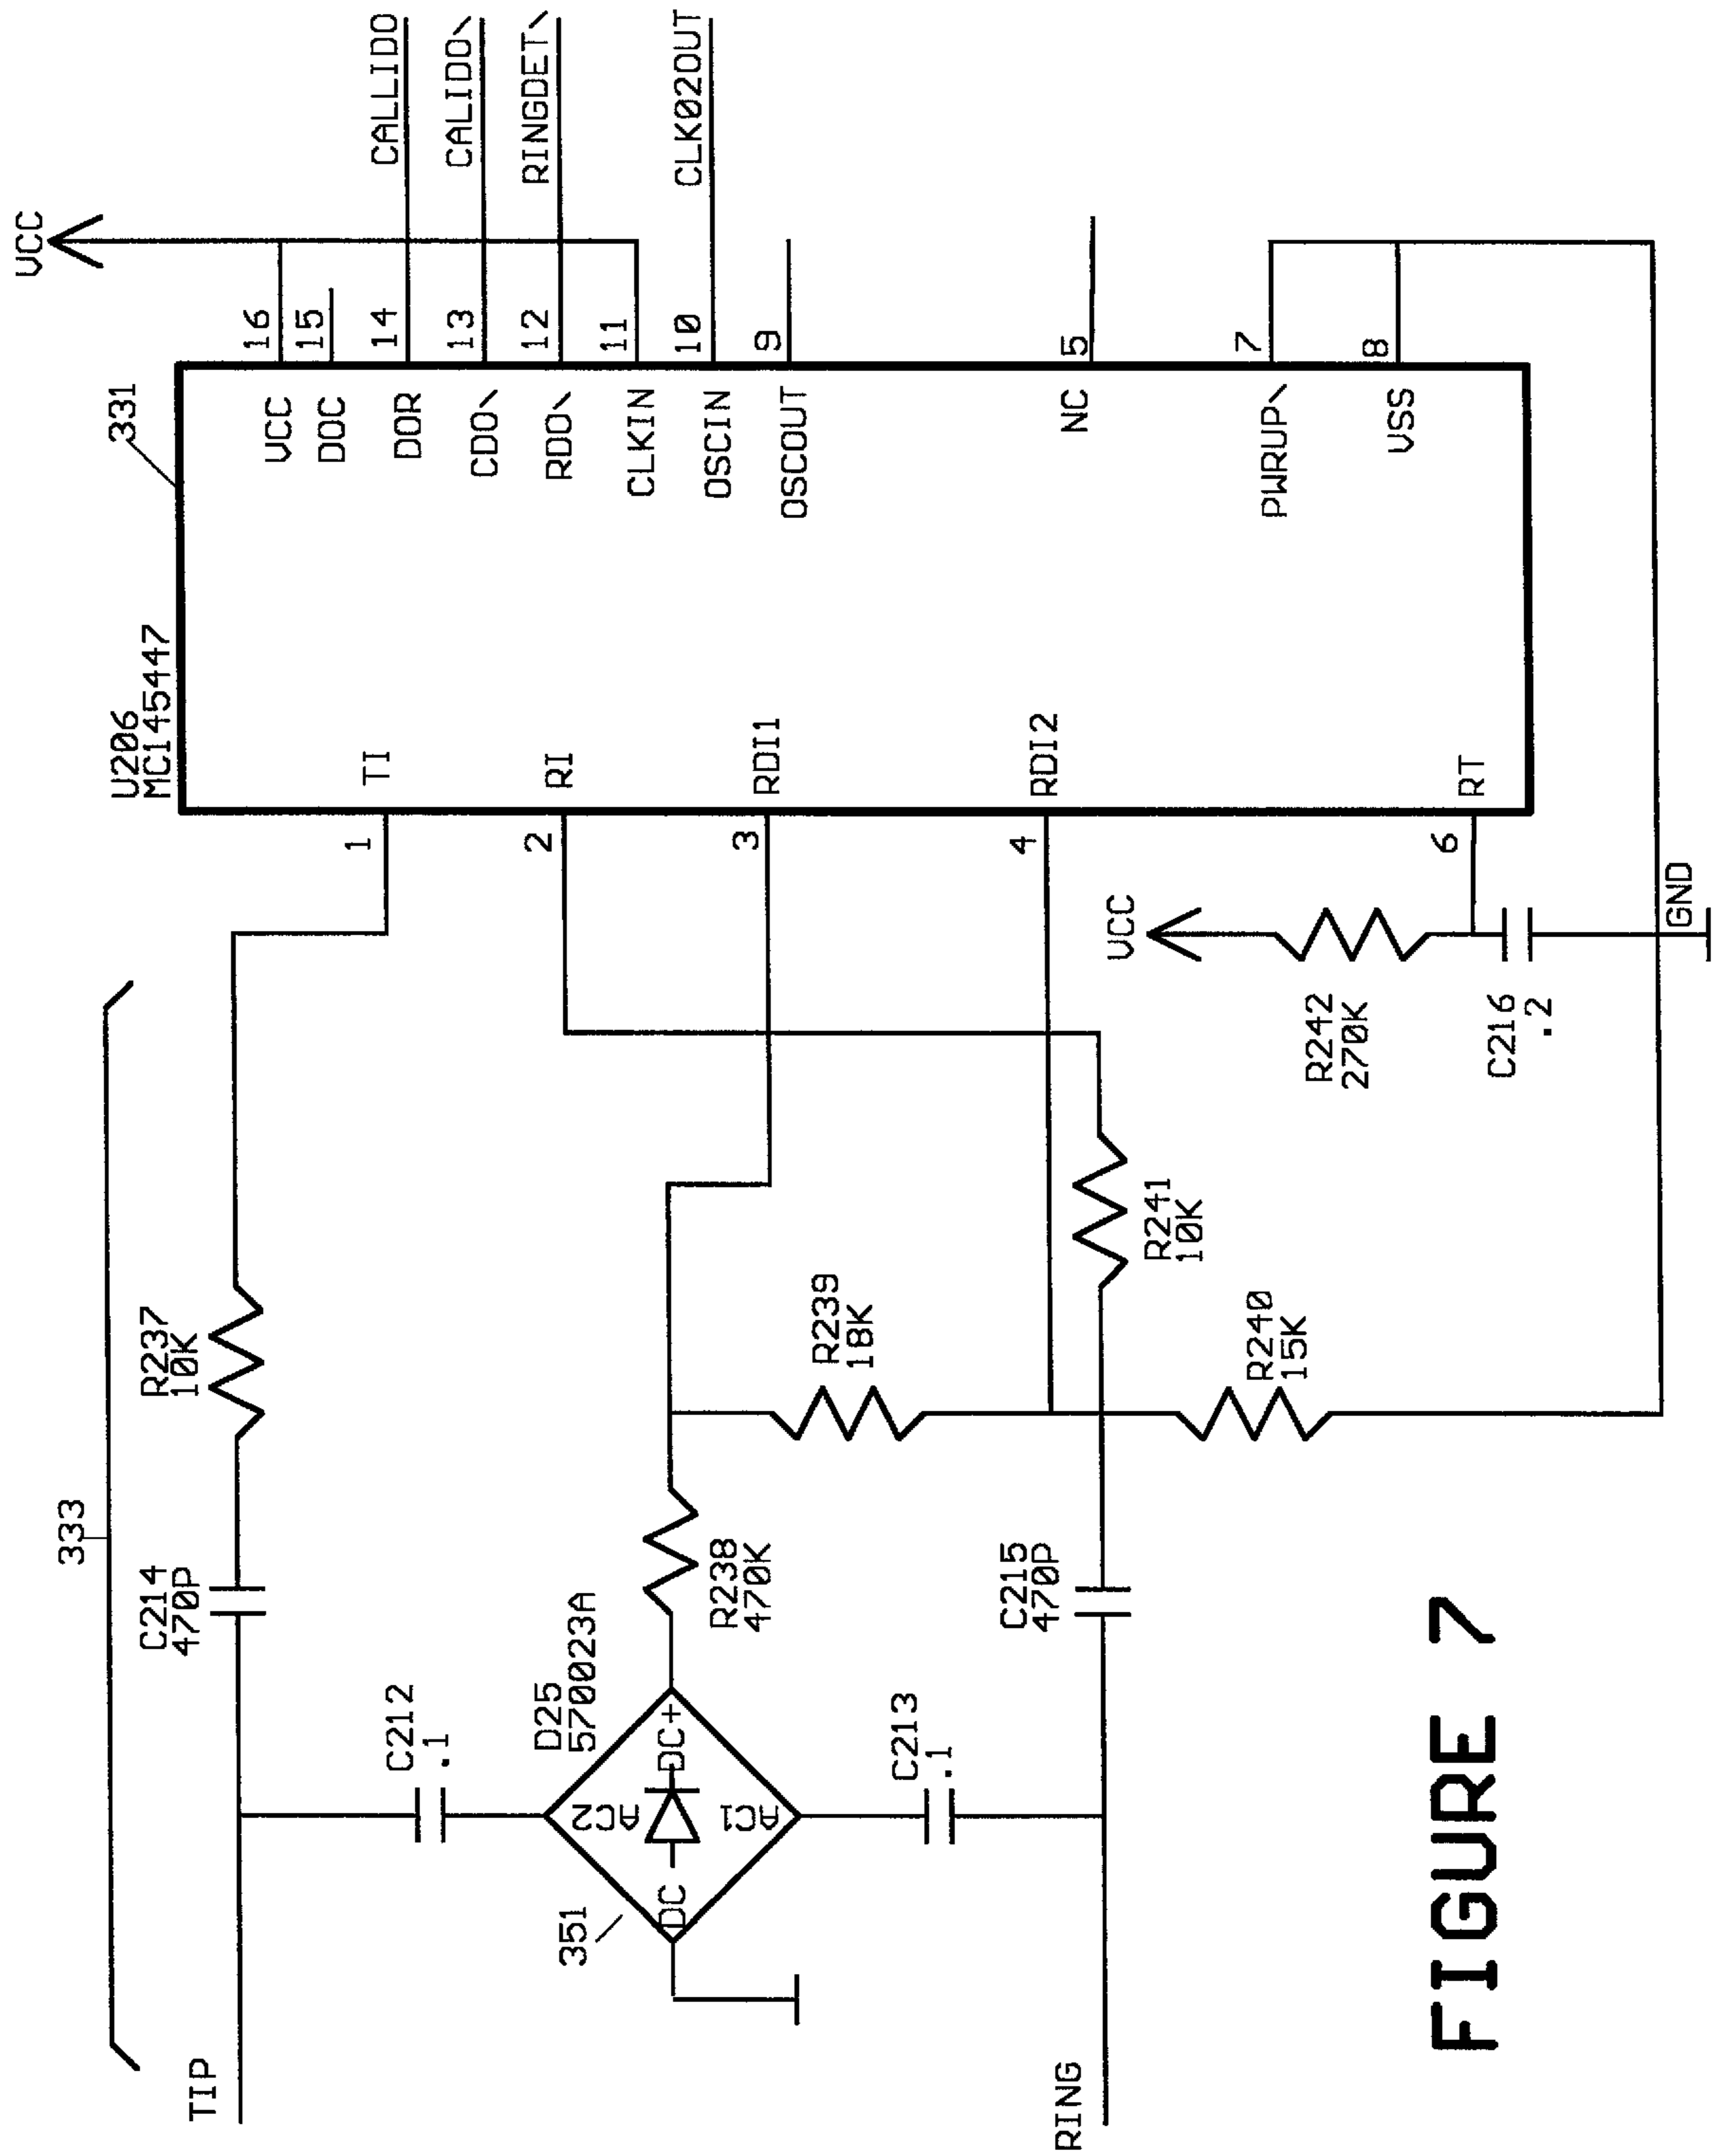 333
TIP
C214
470P
R237
10K
C212
.1
D25
570023A
AC2
DC -
DC+
AC1
351
R238
470K
C213
.1
R239
18K
C215
470P
R241
10K
R240
15K
RING
VCC
R242
270K
C216
.2
GND
U206
MC145447
331
1
TI
2
RI
3
RDI1
4
RDI2
6
RT
VCC
VCC 16
DOC 15
DOR 14 CALLIDO
CDO\ 13 CALIDO\
RDO\ 12 RINGDET\
CLKIN 11
OSCIN 10 CLK02OUT
OSCOUT 9
NC 5
PWRUP\ 7
VSS 8
FIGURE 7